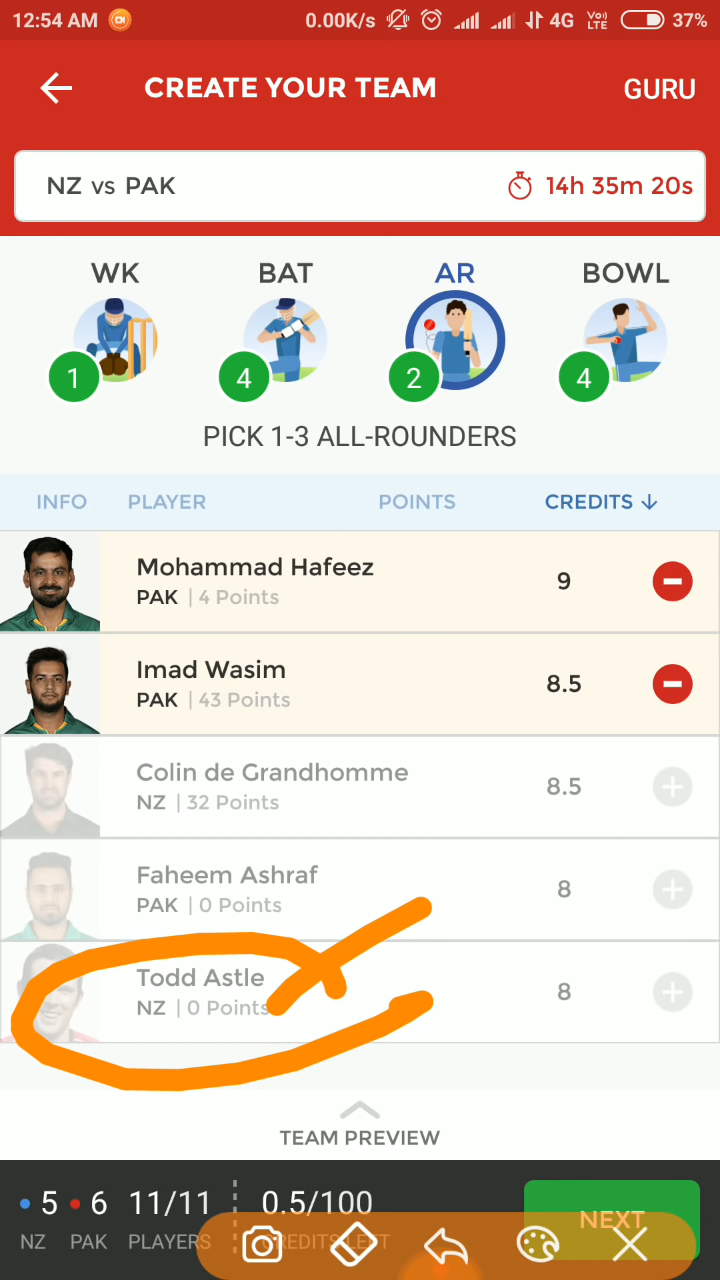 12:54 AM 0.00K/s 4G Vo)) LTE 37%
CREATE YOUR TEAM GURU
NZ vs PAK 14h 35m 20s
WK BAT AR BOWL
1 4 2 4
PICK 1-3 ALL-ROUNDERS
INFO PLAYER POINTS CREDITS
Mohammad Hafeez 9
PAK | 4 Points
Imad Wasim 8.5
PAK | 43 Points
Colin de Grandhomme 8.5
NZ | 32 Points
Faheem Ashraf 8
PAK | 0 Points
Todd Astle 8
NZ | 0 Points
TEAM PREVIEW
5 6 11/11 0.5/100 NEXT
NZ PAK PLAYERS CREDITS LEFT